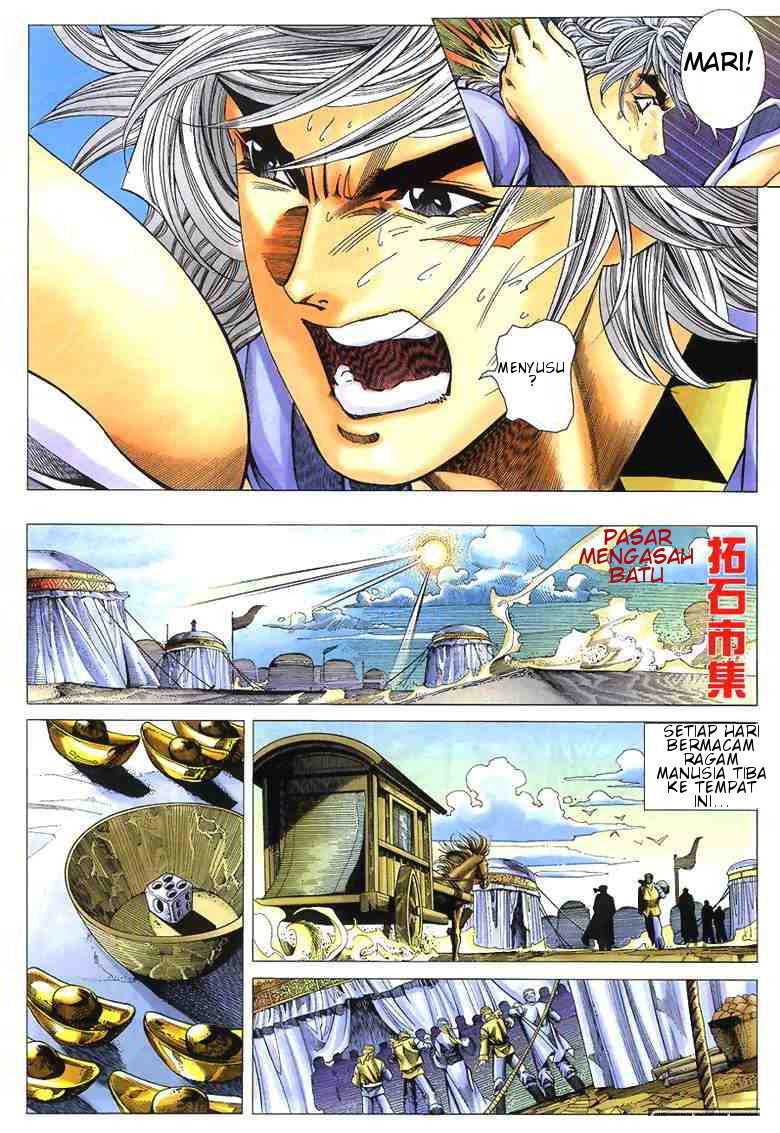 MARI!
MENYUSU
?
PASAR
MENGASAH
BATU
拓石市集
SETIAP HARI
BERMACAM
RAGAM
MANUSIA TIBA
KE TEMPAT
INI...